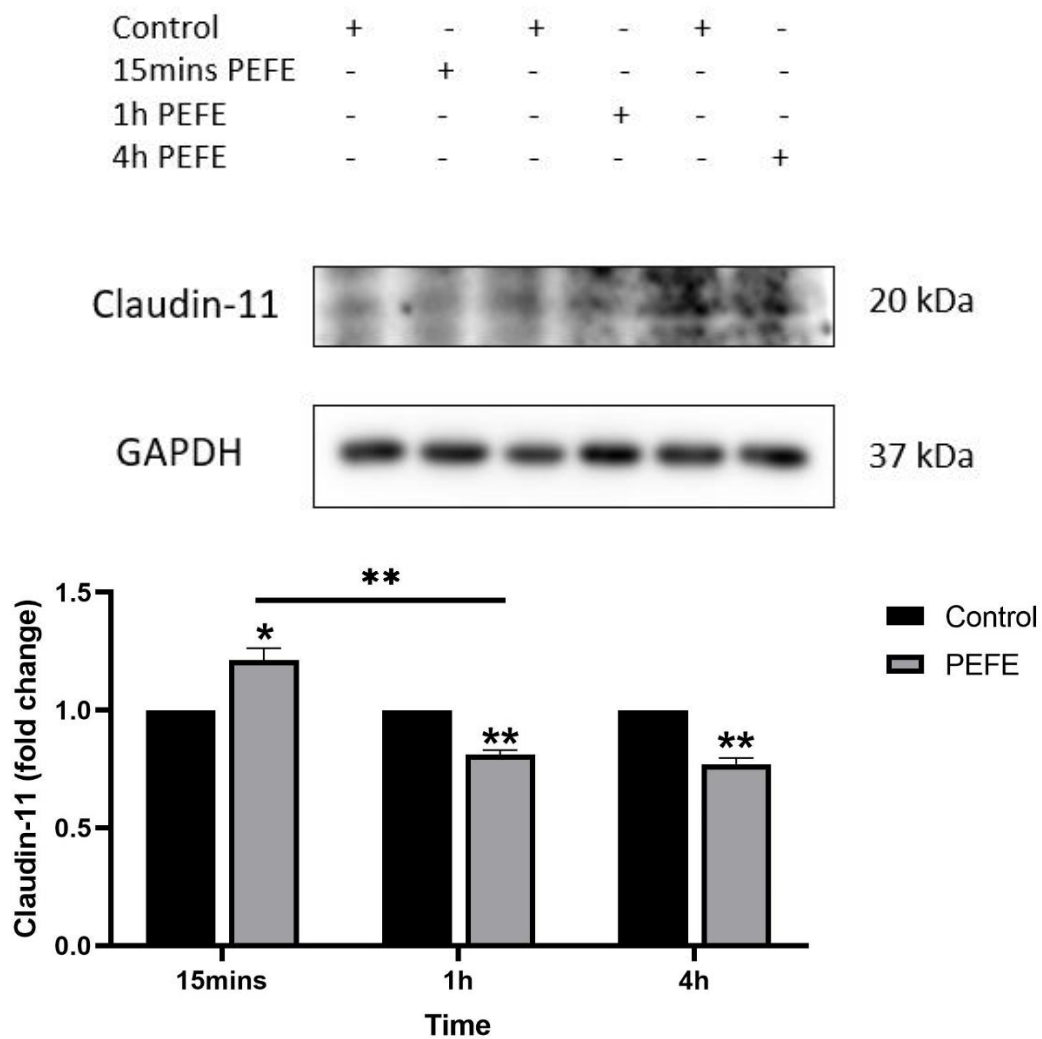 Control + - + - + -
15mins PEFE - + - - - -
1h PEFE - - - + - -
4h PEFE - - - - - +
Claudin-11 20 kDa
GAPDH 37 kDa
**
1.5
*
Control
PEFE
1.0
**
**
0.5
0.0
Claudin-11 (fold change)
15mins 1h 4h
Time